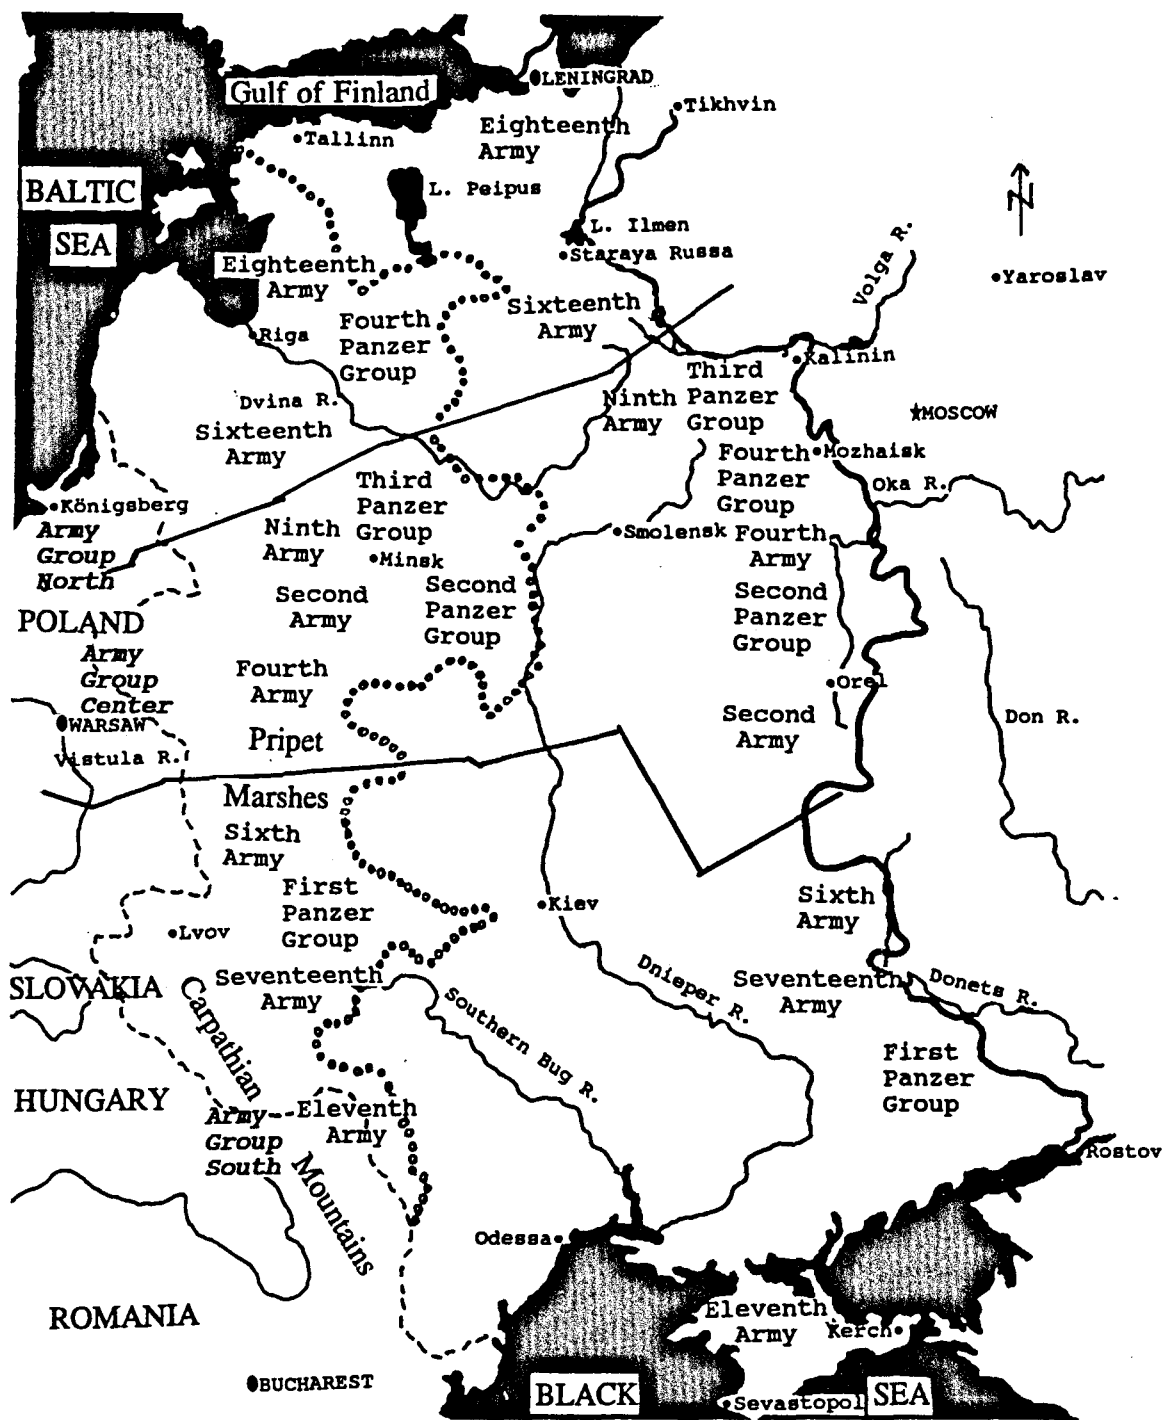 LENINGRAD
Gulf of Finland
Tikhvin
Tallinn
Eighteenth
Army
BALTIC
SEA
L. Peipus
N
L. Ilmen
Staraya Russa
Volga R.
Yaroslav
Eighteenth
Army
Sixteenth
Army
Fourth
Panzer
Group
Riga
Kalinin
Third
Panzer
Group
Ninth
Army
Dvina R.
MOSCOW
Sixteenth
Army
Mozhaisk
Fourth
Panzer
Group
Oka R.
Third
Panzer
Group
Königsberg
Army
Group
North
Ninth
Army
Minsk
Smolensk
Fourth
Army
Second
Army
Second
Panzer
Group
Second
Panzer
Group
POLAND
Army
Group
Center
Fourth
Army
Orel
WARSAW
Vistula R.
Pripet
Marshes
Second
Army
Don R.
Sixth
Army
First
Panzer
Group
Kiev
Sixth
Army
Lvov
SLOVAKIA
Seventeenth
Army
Carpathian
Mountains
Southern Bug R.
Dnieper R.
Seventeenth
Army
Donets R.
First
Panzer
Group
HUNGARY
Army
Group
South
Eleventh
Army
Rostov
Odessa
ROMANIA
Eleventh
Army
Kerch
BUCHAREST
BLACK
SEA
Sevastopol